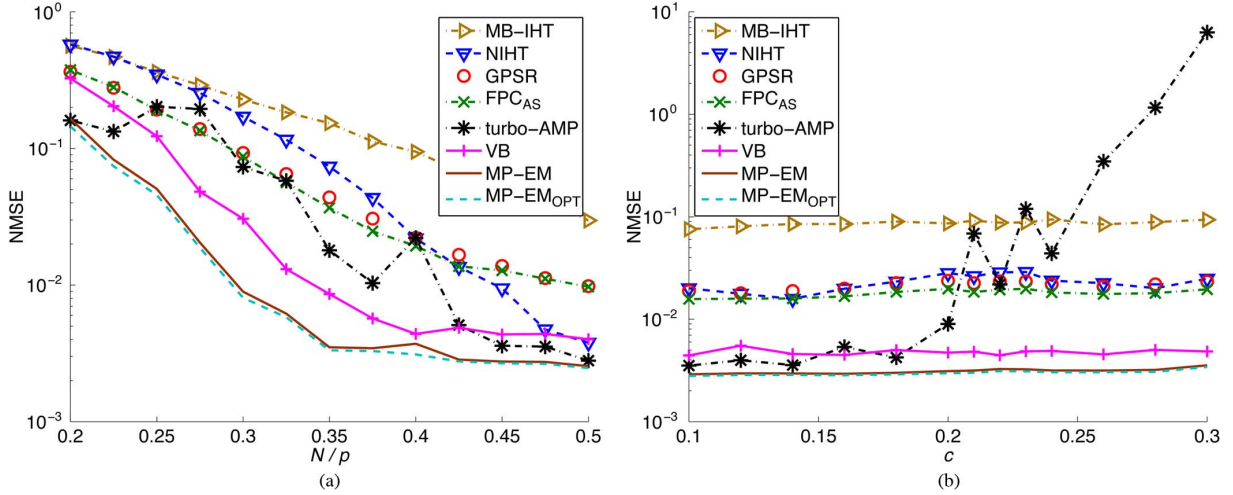 10^0
10^-1
10^-2
10^-3
NMSE
0.2 0.25 0.3 0.35 0.4 0.45 0.5
N / p
MB-IHT
NIHT
GPSR
FPC_AS
turbo-AMP
VB
MP-EM
MP-EM_OPT
(a)
10^1
10^0
10^-1
10^-2
10^-3
NMSE
0.1 0.15 0.2 0.25 0.3
c
MB-IHT
NIHT
GPSR
FPC_AS
turbo-AMP
VB
MP-EM
MP-EM_OPT
(b)